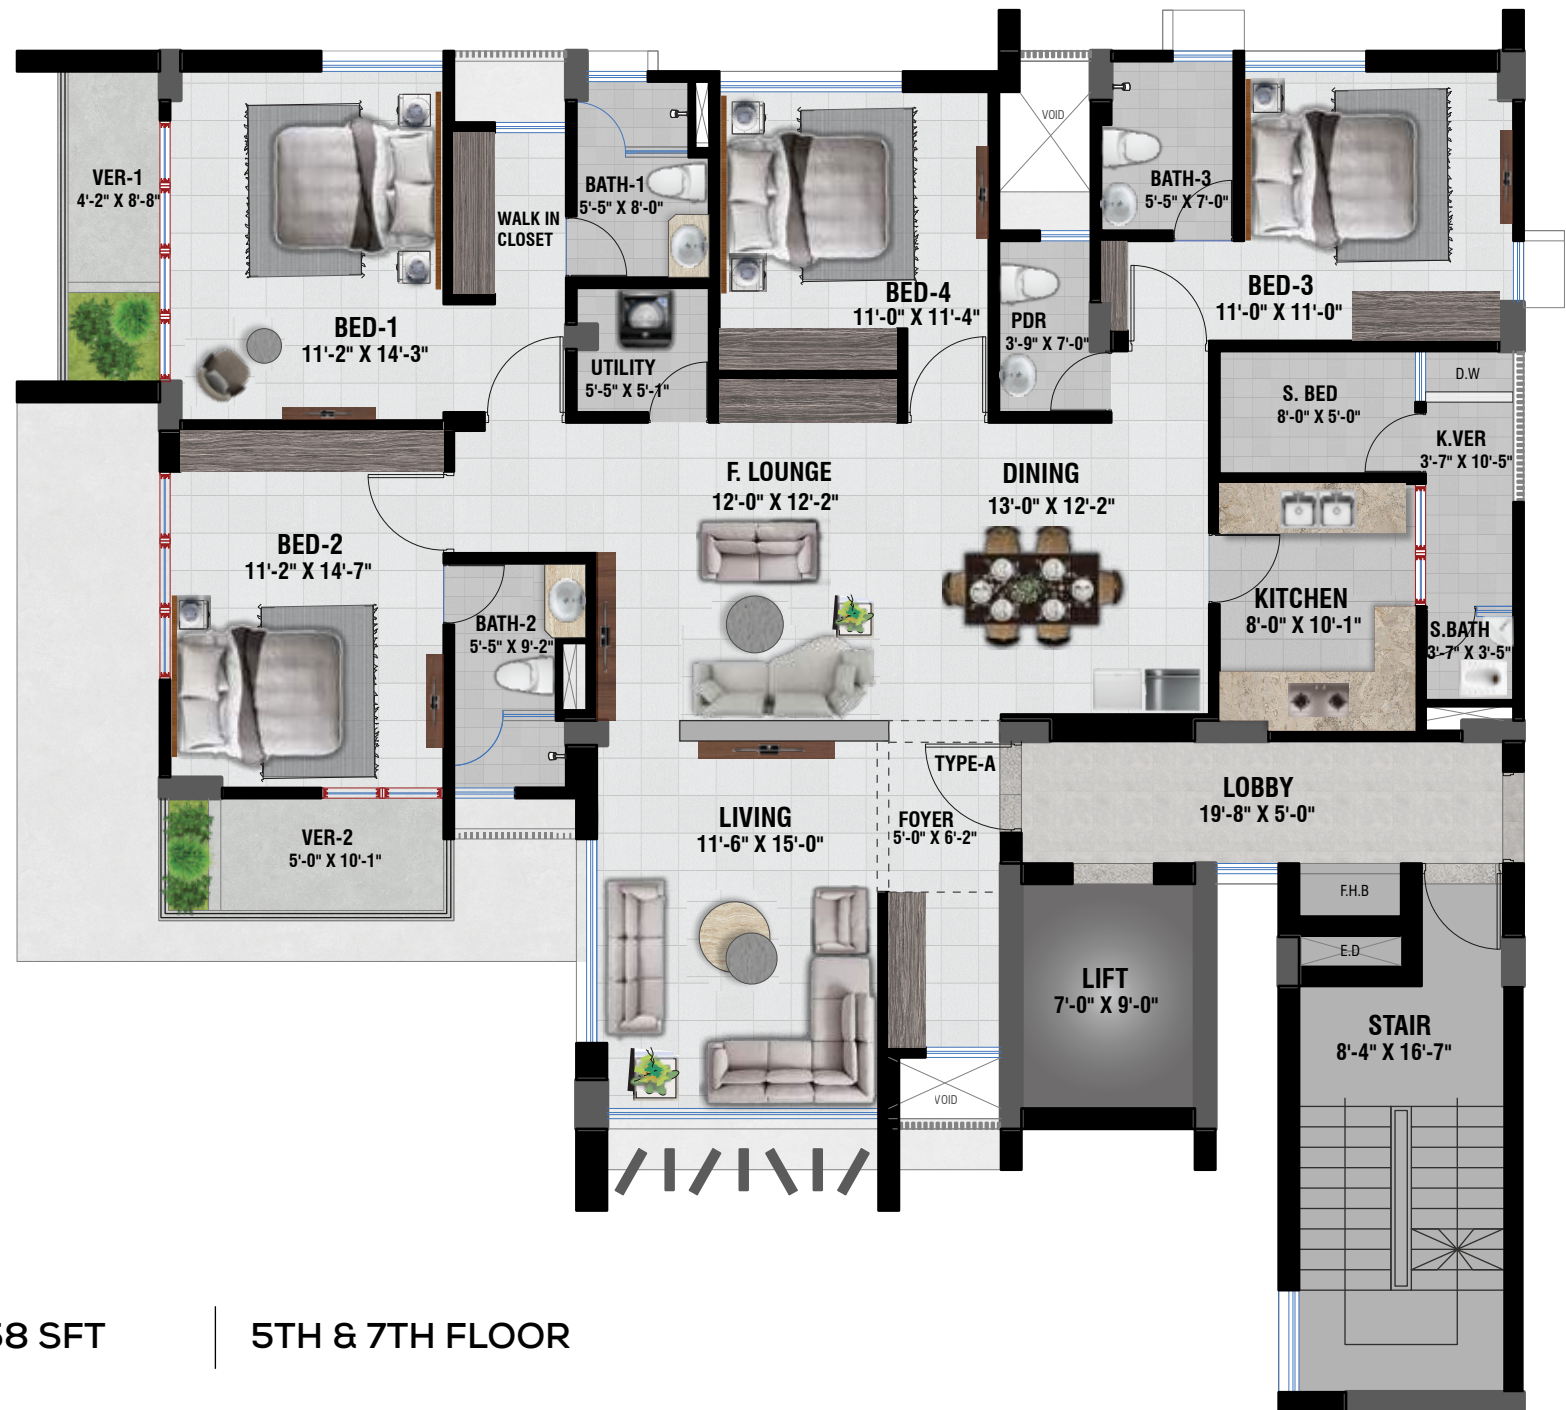 VOID
VER-1
4'-2" X 8'-8"
BATH-1
5'-5" X 8'-0"
BATH-3
5'-5" X 7'-0"
WALK IN
CLOSET
BED-1
11'-2" X 14'-3"
BED-4
11'-0" X 11'-4"
BED-3
11'-0" X 11'-0"
PDR
3'-9" X 7'-0"
UTILITY
5'-5" X 5'-1"
S. BED
8'-0" X 5'-0"
D.W
K.VER
3'-7" X 10'-5"
F. LOUNGE
12'-0" X 12'-2"
DINING
13'-0" X 12'-2"
BED-2
11'-2" X 14'-7"
BATH-2
5'-5" X 9'-2"
KITCHEN
8'-0" X 10'-1"
S.BATH
3'-7" X 3'-5"
TYPE-A
LOBBY
19'-8" X 5'-0"
LIVING
11'-6" X 15'-0"
FOYER
5'-0" X 6'-2"
VER-2
5'-0" X 10'-1"
F.H.B
E.D
LIFT
7'-0" X 9'-0"
STAIR
8'-4" X 16'-7"
VOID
8 SFT
5TH & 7TH FLOOR